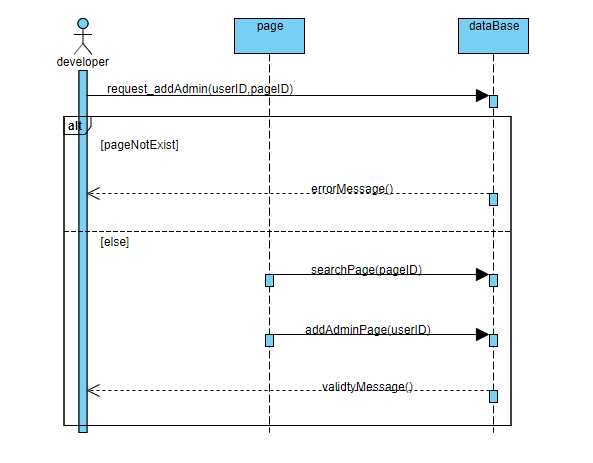 page
dataBase
developer
request_addAdmin(userID,pageID)
alt
[pageNotExist]
errorMessage()
[else]
searchPage(pageID)
addAdminPage(userID)
validtyMessage()